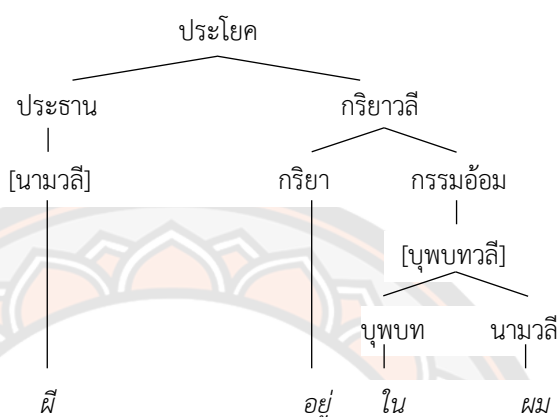 ประโยค
ประธาน กริยาวลี
[นามวลี] กริยา กรรมอ้อม
[บุพบทวลี]
บุพบท นามวลี
ผี อยู่ ใน ผม